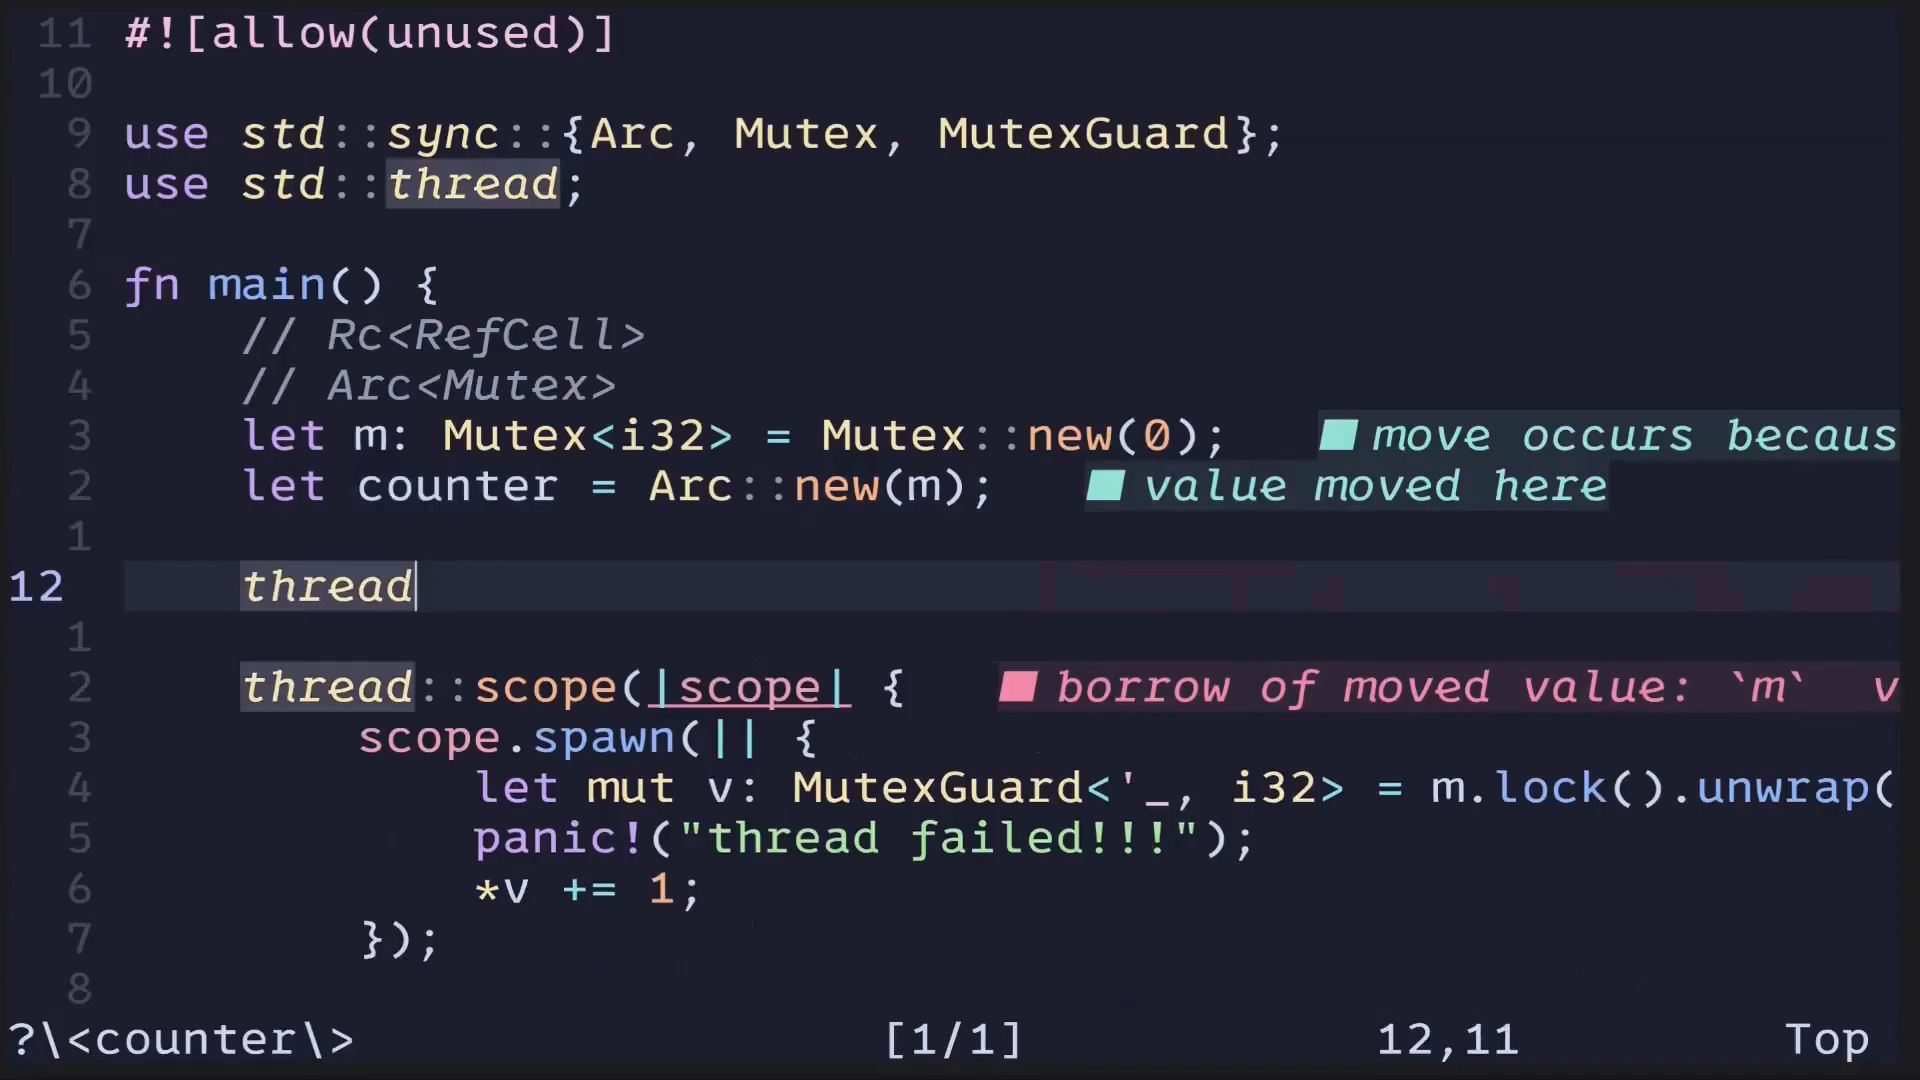 11 #![allow(unused)]
10
9 use std::sync::{Arc, Mutex, MutexGuard};
8 use std::thread;
7
6 fn main() {
5 // Rc<RefCell>
4 // Arc<Mutex>
3 let m: Mutex<i32> = Mutex::new(0); ■ move occurs becaus
2 let counter = Arc::new(m); ■ value moved here
1
12 thread
1
2 thread::scope(|scope| { ■ borrow of moved value: `m` v
3 scope.spawn(|| {
4 let mut v: MutexGuard<'_, i32> = m.lock().unwrap(
5 panic!("thread failed!!!");
6 *v += 1;
7 });
8
?\<counter\> [1/1] 12,11 Top